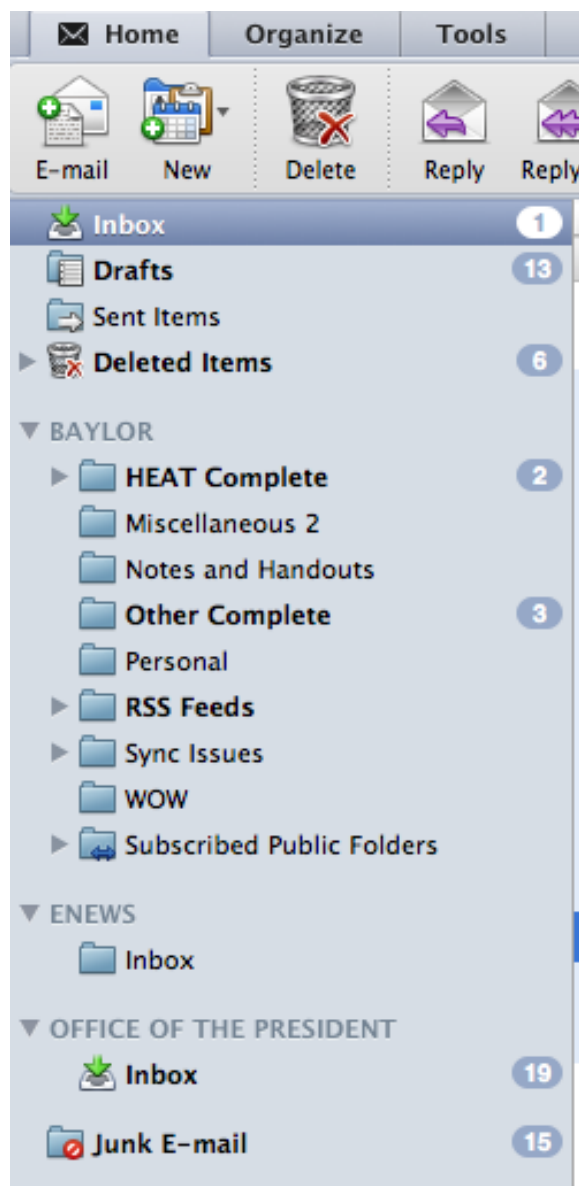 Home Organize Tools
E-mail New Delete Reply Reply
Inbox 1
Drafts 13
Sent Items
Deleted Items 6
BAYLOR
HEAT Complete 2
Miscellaneous 2
Notes and Handouts
Other Complete 3
Personal
RSS Feeds
Sync Issues
WOW
Subscribed Public Folders
ENEWS
Inbox
OFFICE OF THE PRESIDENT
Inbox 19
Junk E-mail 15